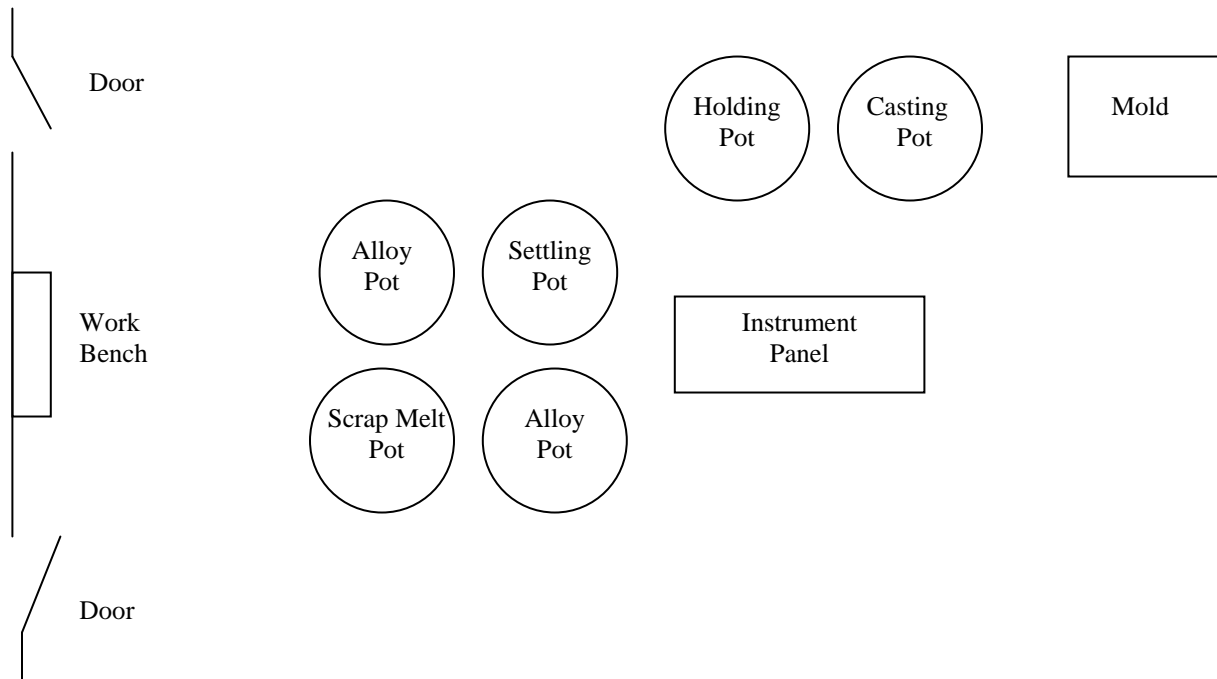 Door
Holding
Pot
Casting
Pot
Mold
Alloy
Pot
Settling
Pot
Work
Bench
Instrument
Panel
Scrap Melt
Pot
Alloy
Pot
Door